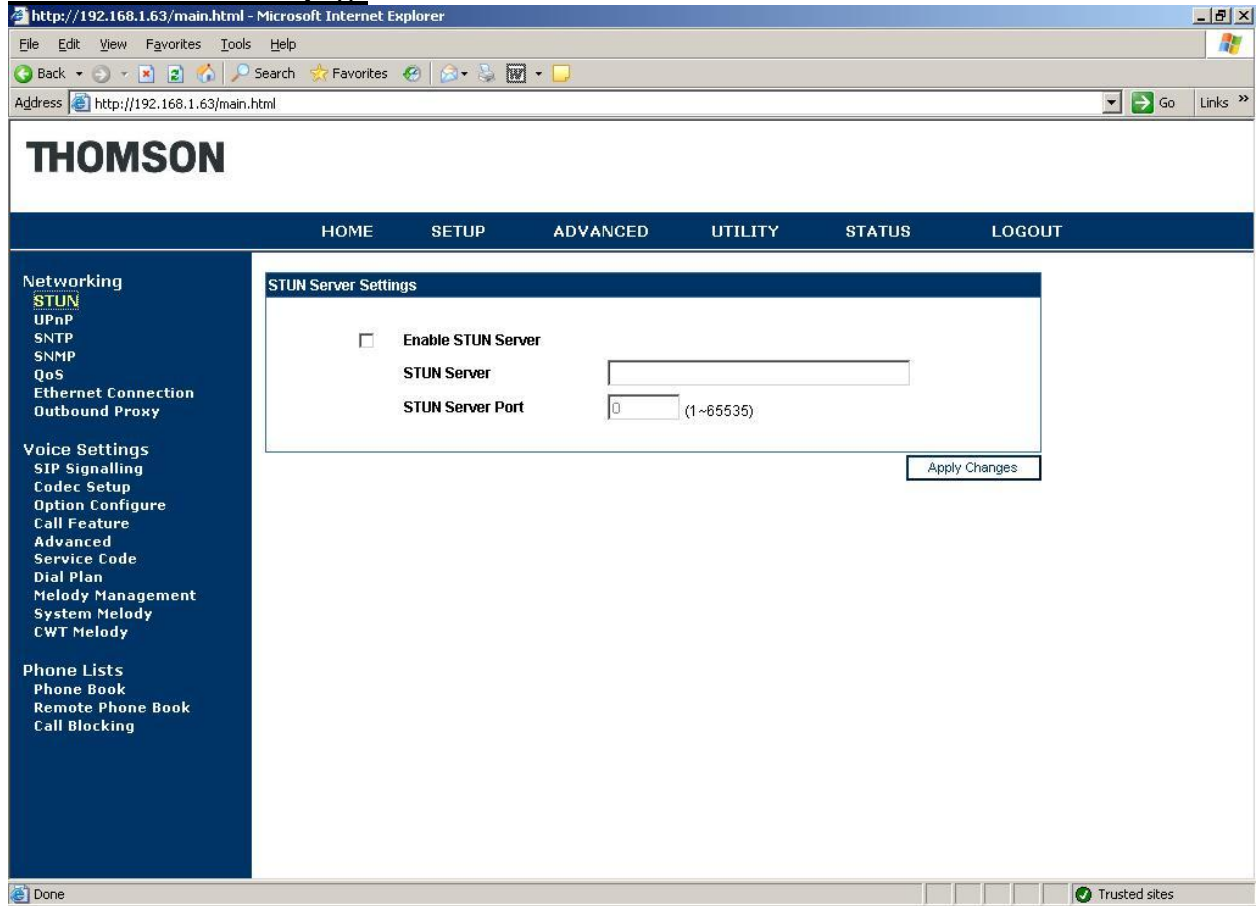 http://192.168.1.63/main.html - Microsoft Internet Explorer
File Edit View Favorites Tools Help
Back Search Favorites
Address http://192.168.1.63/main.html Go Links »
THOMSON
HOME SETUP ADVANCED UTILITY STATUS LOGOUT
Networking
STUN
UPnP
SNTP
SNMP
QoS
Ethernet Connection
Outbound Proxy
Voice Settings
SIP Signalling
Codec Setup
Option Configure
Call Feature
Advanced
Service Code
Dial Plan
Melody Management
System Melody
CWT Melody
Phone Lists
Phone Book
Remote Phone Book
Call Blocking
STUN Server Settings
Enable STUN Server
STUN Server
STUN Server Port 0 (1~65535)
Apply Changes
Done Trusted sites